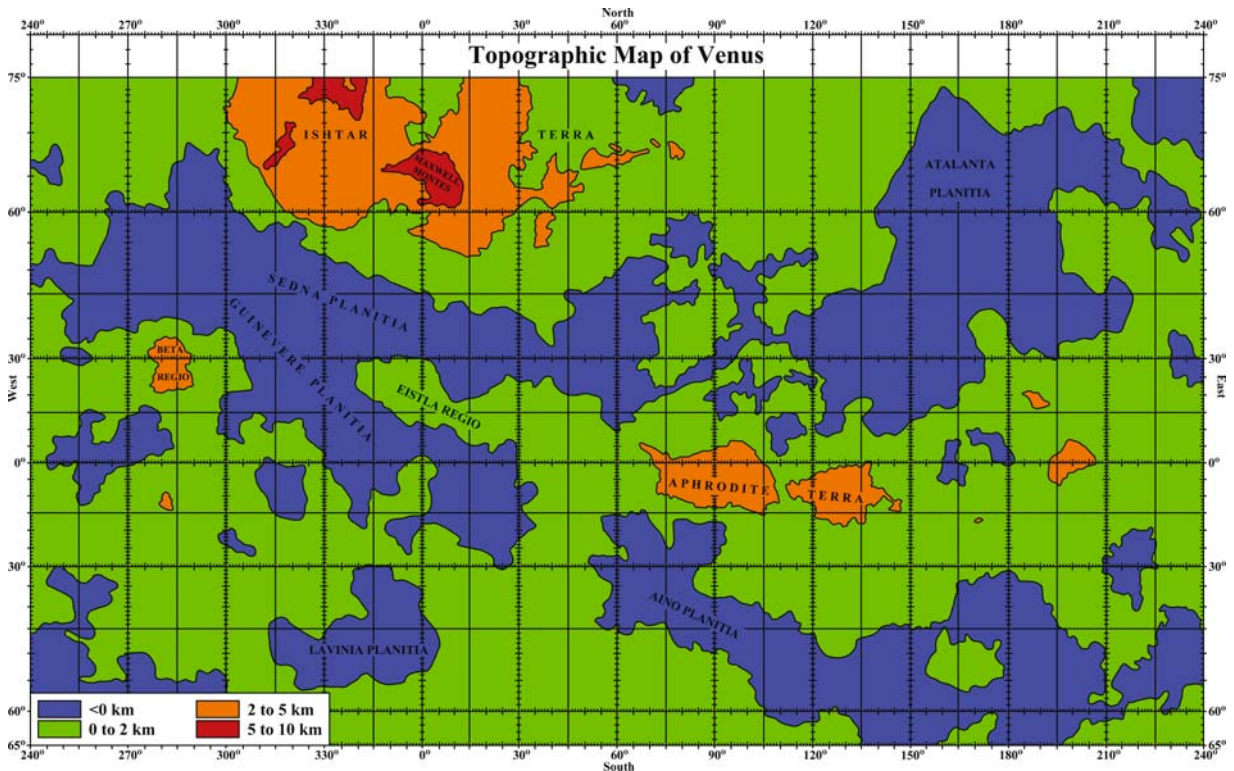 North
240° 270° 300° 330° 0° 30° 60° 90° 120° 150° 180° 210° 240°
Topographic Map of Venus
75° 75°
ISHTAR TERRA
MAXWELL
MONTES
ATALANTA
PLANITIA
60° 60°
SEDNA PLANITIA
GUINEVERE PLANITIA
BETA
REGIO
30° 30°
West
East
EISTLA REGIO
0° 0°
APHRODITE TERRA
30° 30°
AINO PLANITIA
LAVINIA PLANITIA
<0 km 2 to 5 km
0 to 2 km 5 to 10 km
60° 60°
65° 65°
240° 270° 300° 330° 0° 30° 60° 90° 120° 150° 180° 210° 240°
South